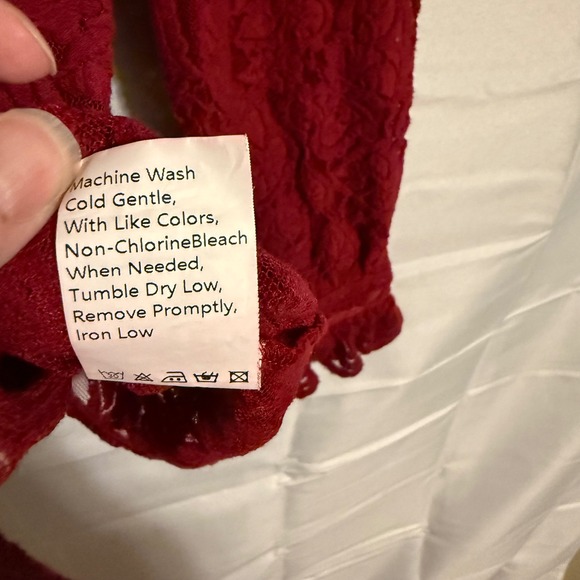 Machine Wash
Cold Gentle,
With Like Colors,
Non-ChlorineBleach
When Needed,
Tumble Dry Low,
Remove Promptly,
Iron Low